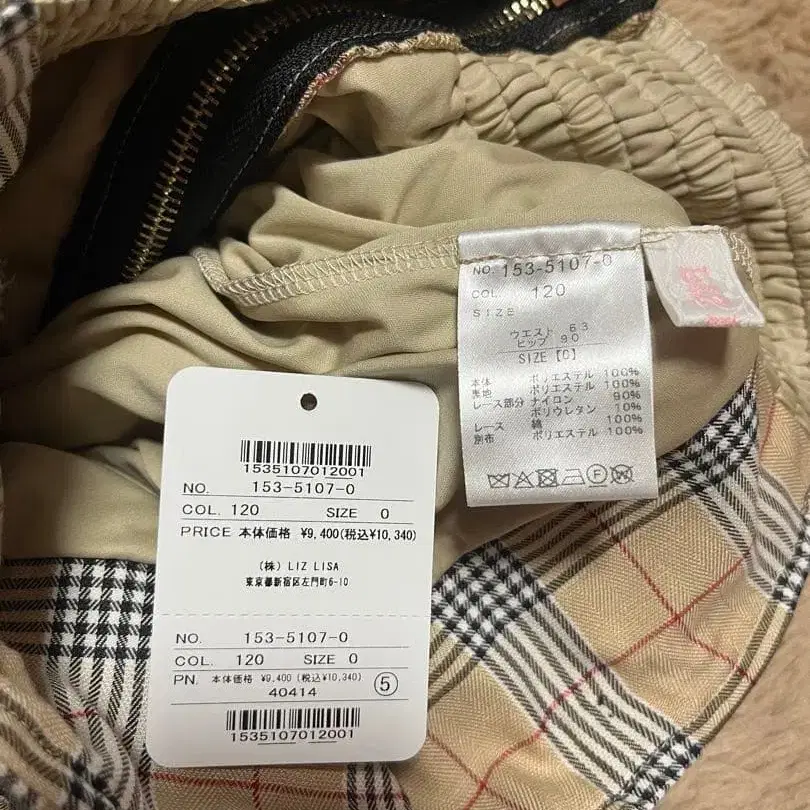 1535107012001
NO. 153-5107-0
COL. 120 SIZE 0
PRICE 本体価格 ¥9,400(税込¥10,340)
(株) LIZ LISA
東京都新宿区左門町6-10
NO. 153-5107-0
COL. 120 SIZE 0
PN. 本体価格 ¥9,400 (税込¥10,340)
40414 ⑤
1535107012001
NO. 153-5107-0
COL. 120
SIZE
ウエスト 63
ヒップ 90
SIZE [0]
本体 ポリエステル 100%
裏地 ポリエステル 100%
レース部分 ナイロン 90%
ポリウレタン 10%
レース 綿 100%
別布 ポリエステル 100%